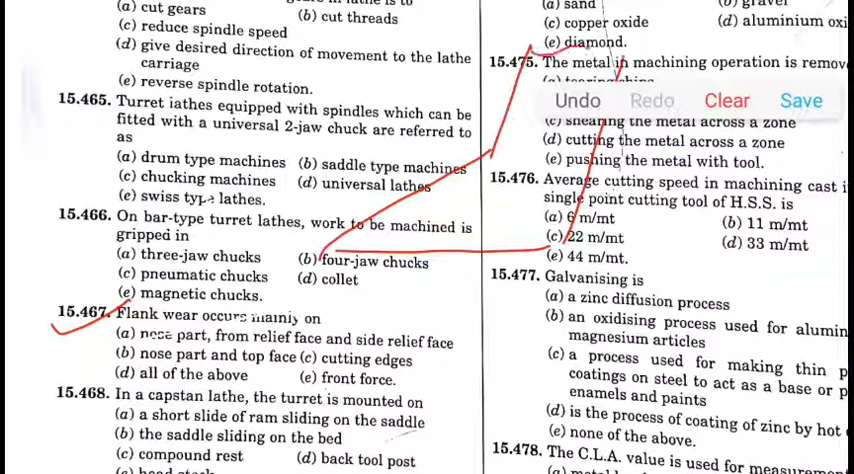 (a) cut gears (b) cut threads
(c) reduce spindle speed
(d) give desired direction of movement to the lathe
carriage
(e) reverse spindle rotation.
15.465. Turret iathes equipped with spindles which can be
fitted with a universal 2-jaw chuck are referred to
as
(a) drum type machines (b) saddle type machines
(c) chucking machines (d) universal lathes
(e) swiss type lathes.
15.466. On bar-type turret lathes, work to be machined is
gripped in
(a) three-jaw chucks (b) four-jaw chucks
(c) pneumatic chucks (d) collet
(e) magnetic chucks.
15.467. Flank wear occurs mainly on
(a) nose part, from relief face and side relief face
(b) nose part and top face (c) cutting edges
(d) all of the above (e) front force.
15.468. In a capstan lathe, the turret is mounted on
(a) a short slide of ram sliding on the saddle
(b) the saddle sliding on the bed
(c) compound rest (d) back tool post
(a) sand (b) gravel
(c) copper oxide (d) aluminium oxi
(e) diamond.
15.475. The metal in machining operation is remov
Undo Redo Clear Save
(c) shearing the metal across a zone
(d) cutting the metal across a zone
(e) pushing the metal with tool.
15.476. Average cutting speed in machining cast i
single point cutting tool of H.S.S. is
(a) 6 m/mt (b) 11 m/mt
(c) 22 m/mt (d) 33 m/mt
(e) 44 m/mt.
15.477. Galvanising is
(a) a zinc diffusion process
(b) an oxidising process used for alumin
magnesium articles
(c) a process used for making thin p
coatings on steel to act as a base or p
enamels and paints
(d) is the process of coating of zinc by hot
(e) none of the above.
15.478. The C.L.A. value is used for measuremen